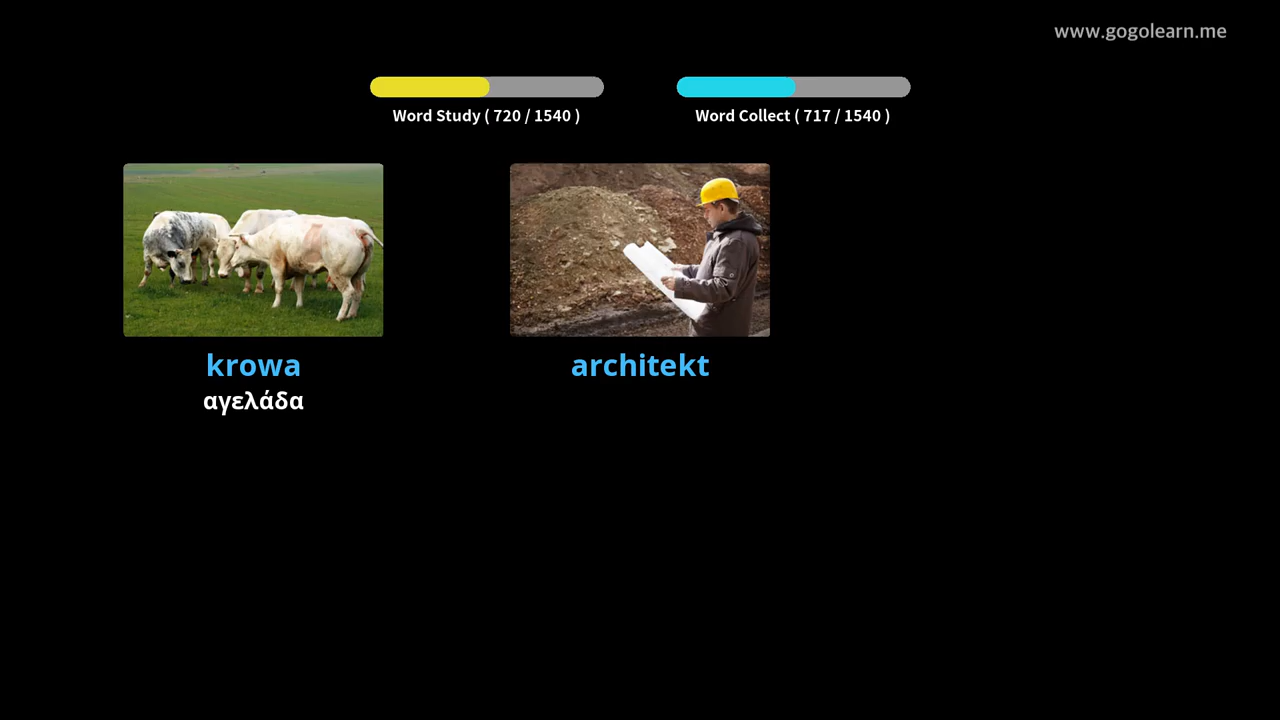 www.gogolearn.me
Word Study ( 720 / 1540 )
Word Collect ( 717 / 1540 )
krowa
αγελάδα
architekt